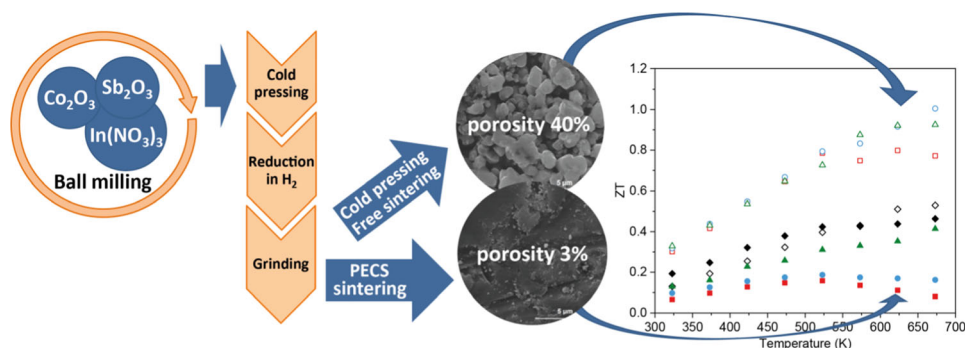 Co₂O₃
Sb₂O₃
In(NO₃)₃
Ball milling
Cold
pressing
Reduction
in H₂
Grinding
Cold pressing
Free sintering
PECS
sintering
porosity 40%
5 µm
porosity 3%
5 µm
ZT
1.2
1.0
0.8
0.6
0.4
0.2
0.0
300 350 400 450 500 550 600 650 700
Temperature (K)